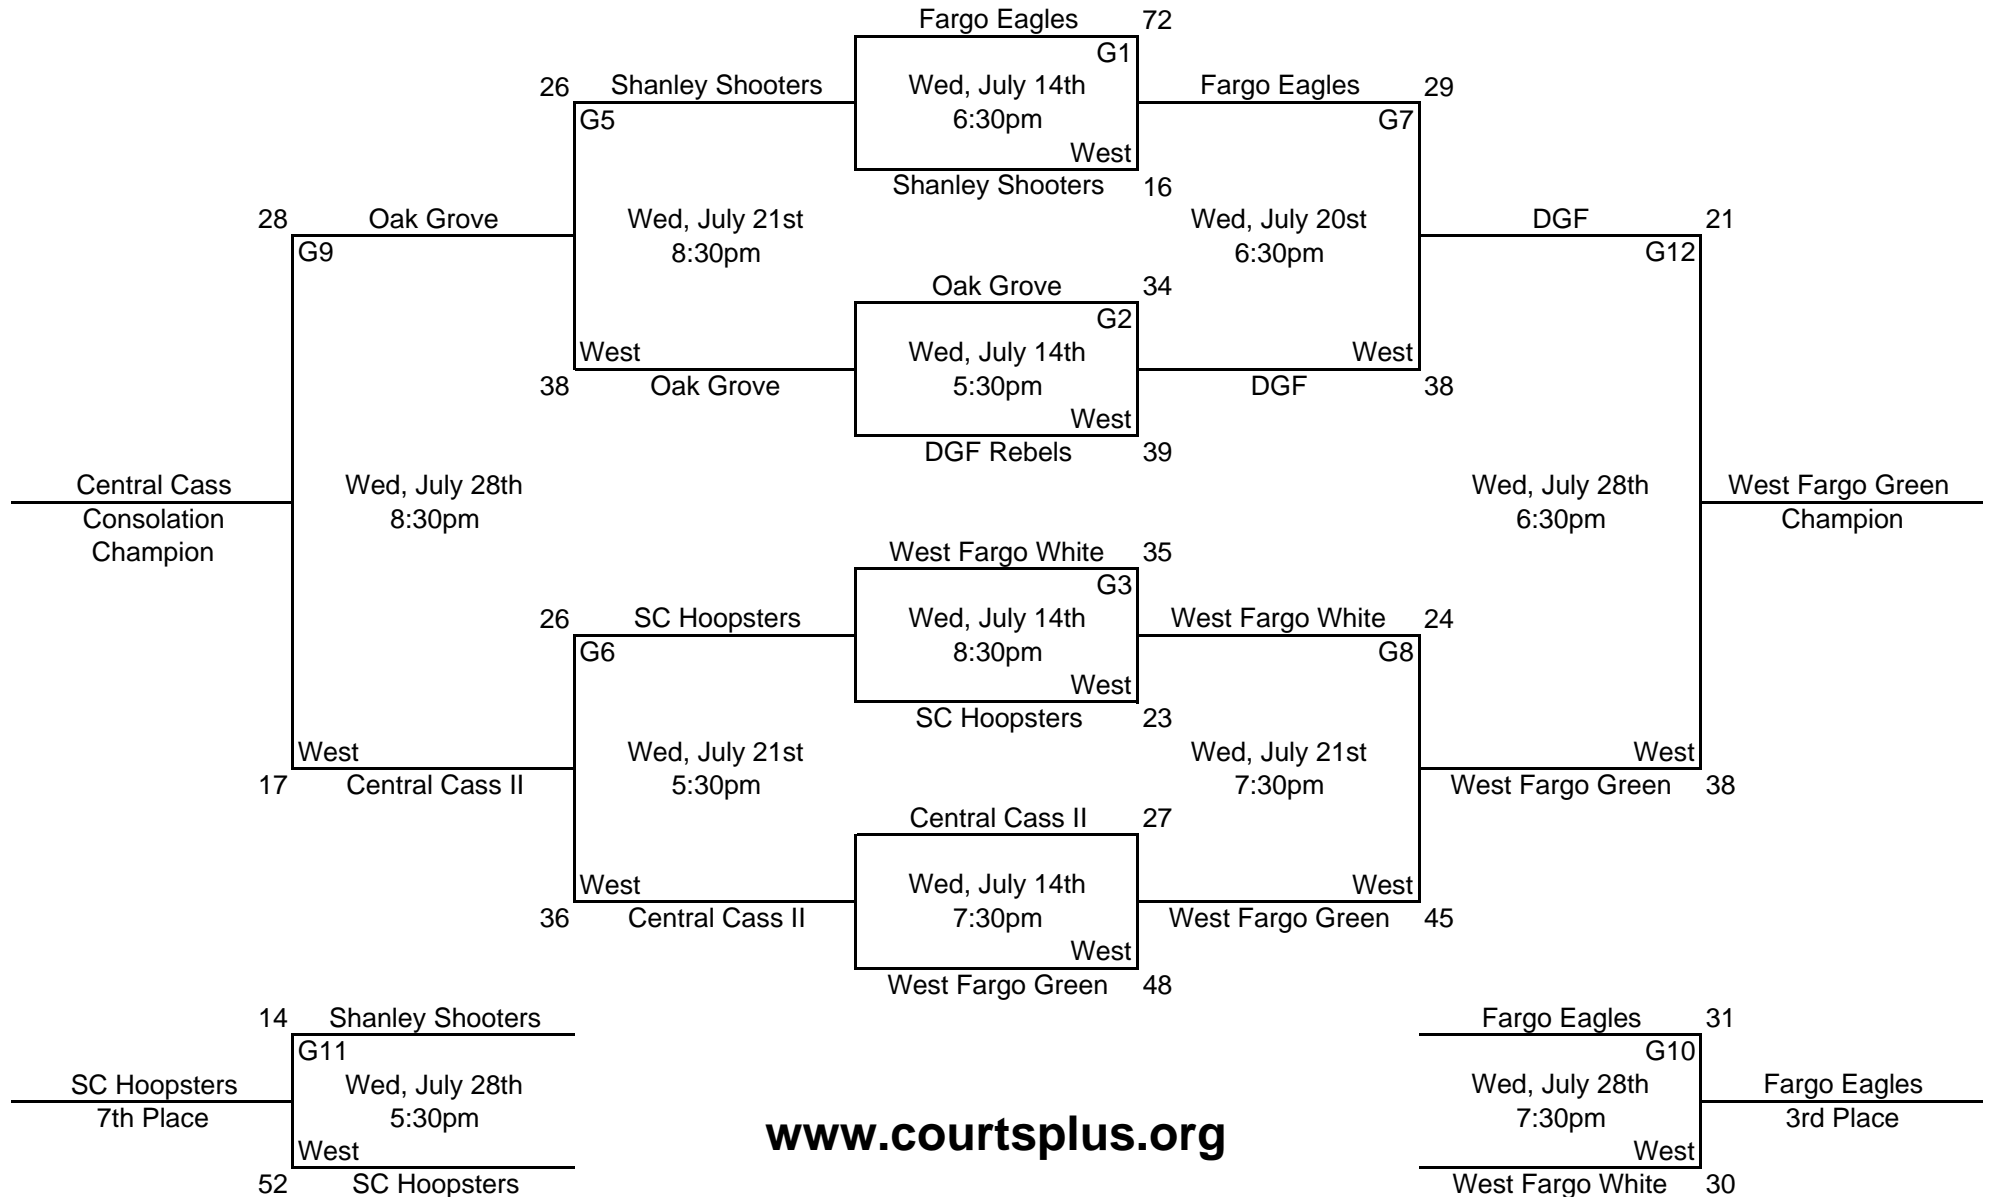 Fargo Eagles 72
G1
26 Shanley Shooters Wed, July 14th Fargo Eagles 29
G5 6:30pm G7
West
Shanley Shooters 16
28 Oak Grove Wed, July 21st Wed, July 20st DGF 21
G9 8:30pm 6:30pm G12
Oak Grove 34
G2
West Wed, July 14th West
38 Oak Grove 5:30pm DGF 38
West
DGF Rebels 39
Central Cass Wed, July 28th Wed, July 28th West Fargo Green
Consolation 8:30pm 6:30pm Champion
Champion
West Fargo White 35
G3
26 SC Hoopsters Wed, July 14th West Fargo White 24
G6 8:30pm G8
West
SC Hoopsters 23
West Wed, July 21st Wed, July 21st West
17 Central Cass II 5:30pm 7:30pm West Fargo Green 38
Central Cass II 27
West Wed, July 14th West
36 Central Cass II 7:30pm West Fargo Green 45
West
West Fargo Green 48
14 Shanley Shooters Fargo Eagles 31
G11 G10
SC Hoopsters Wed, July 28th Wed, July 28th Fargo Eagles
7th Place 5:30pm www.courtsplus.org 7:30pm 3rd Place
West West
52 SC Hoopsters West Fargo White 30